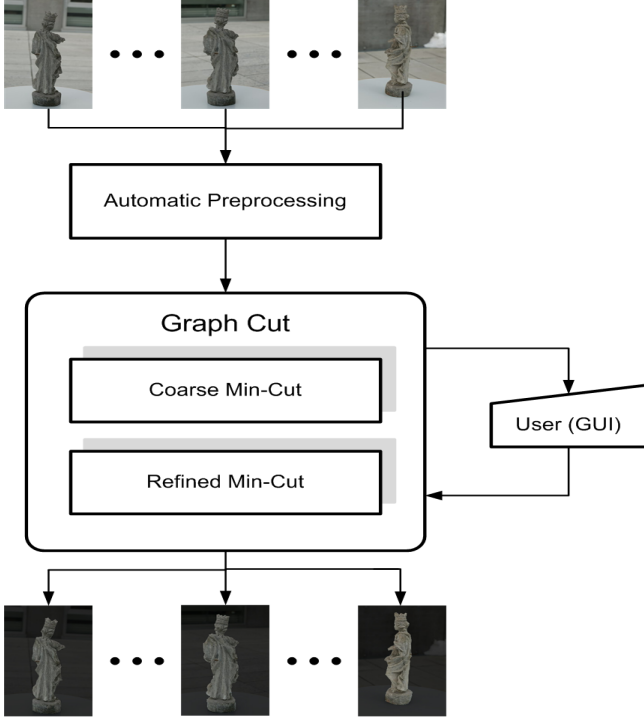 Automatic Preprocessing
Graph Cut
Coarse Min-Cut
User (GUI)
Refined Min-Cut